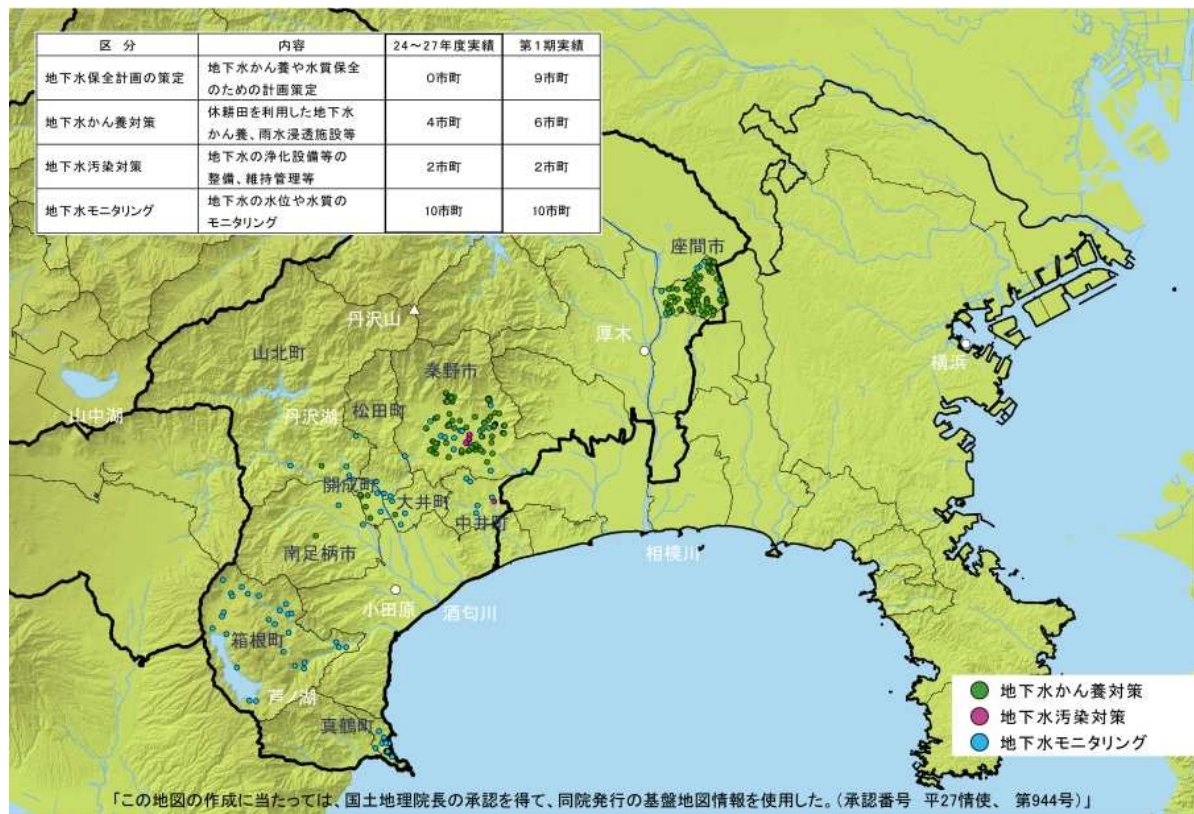 区 分 内容 24～27年度実績 第1期実績
地下水保全計画の策定 地下水かん養や水質保全
のための計画策定 0市町 9市町
地下水かん養対策 休耕田を利用した地下水
かん養、雨水浸透施設等 4市町 6市町
地下水汚染対策 地下水の浄化設備等の
整備、維持管理等 2市町 2市町
地下水モニタリング 地下水の水位や水質の
モニタリング 10市町 10市町
座間市
丹沢山
厚木
山北町
秦野市
横浜
山中湖
丹沢湖
松田町
開成町
大井町
中井町
南足柄市
相模川
小田原
酒匂川
箱根町
芦ノ湖
真鶴町
地下水かん養対策
地下水汚染対策
地下水モニタリング
「この地図の作成に当たっては、国土地理院長の承認を得て、同院発行の基盤地図情報を使用した。(承認番号 平27情使、 第944号)」